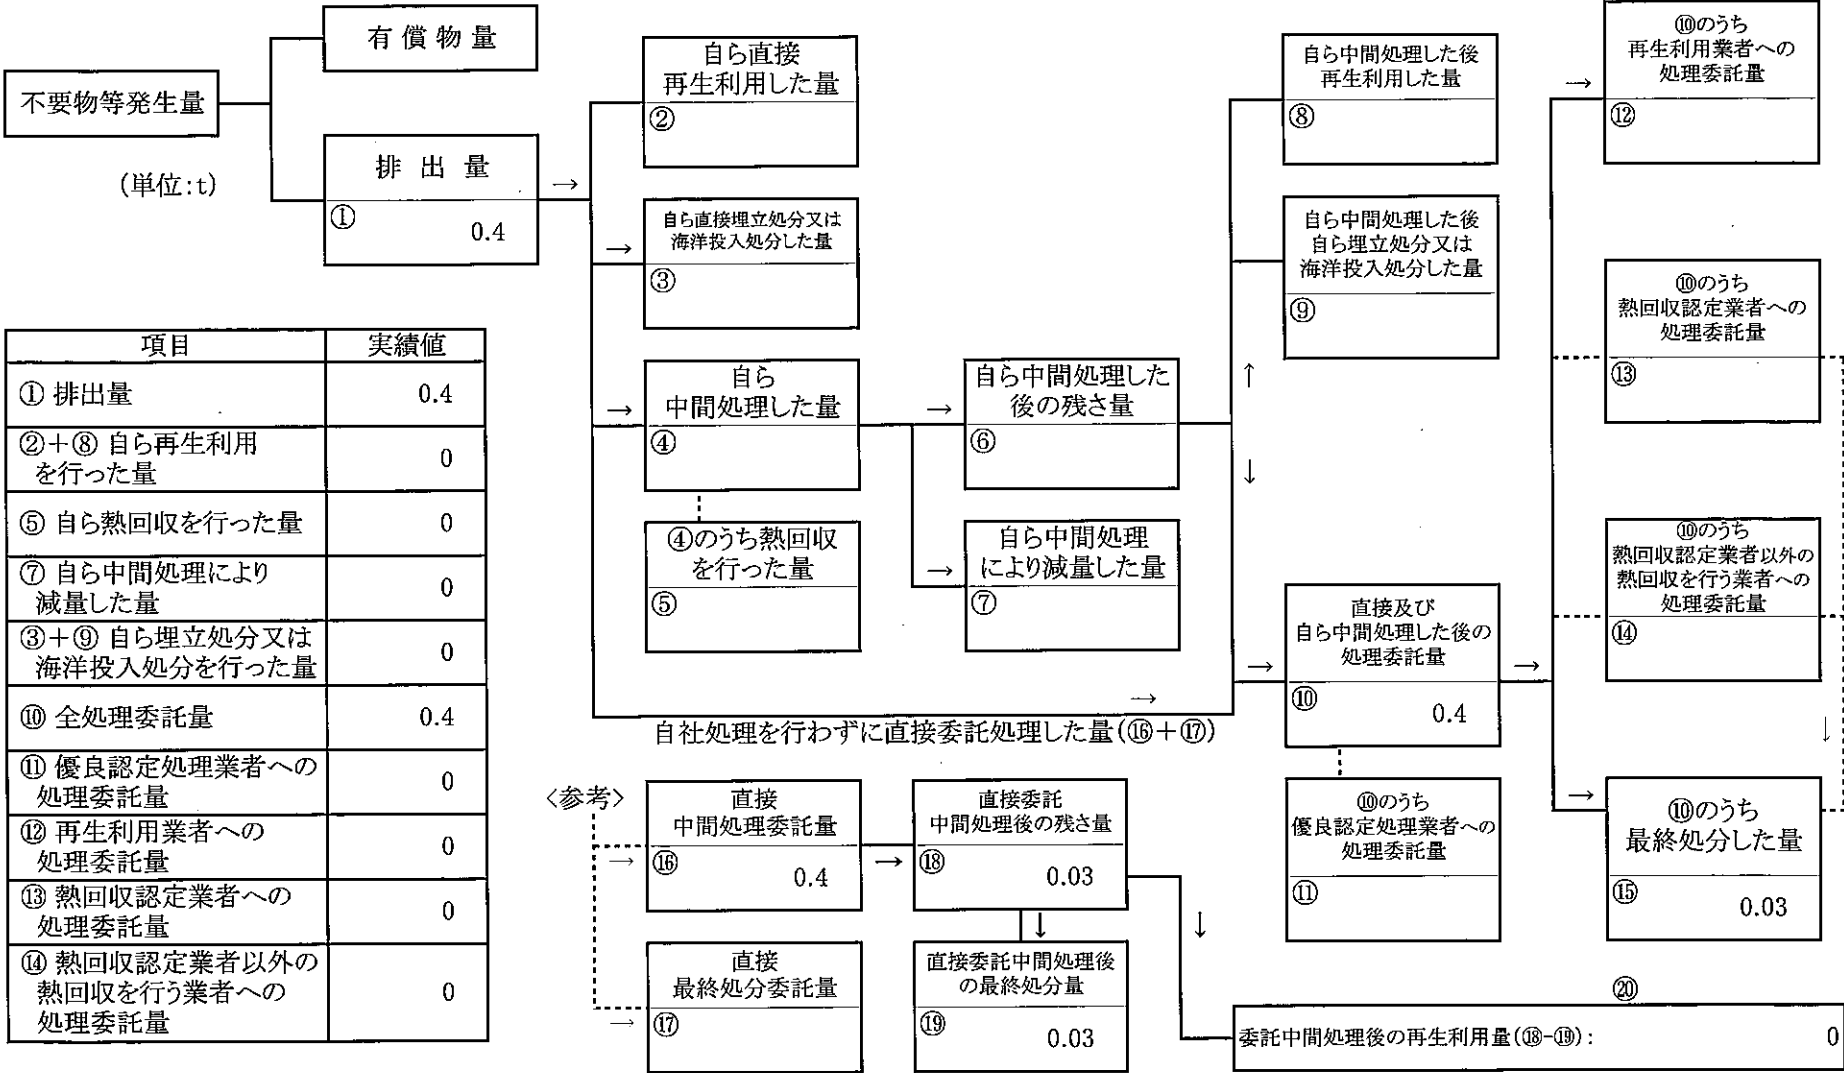 不要物等発生量
(単位:t)
有償物量
排出量
①
0.4
自ら直接
再生利用した量
②
自ら直接埋立処分又は
海洋投入処分した量
③
自ら
中間処理した量
④
④のうち熱回収
を行った量
⑤
自ら中間処理した
後の残さ量
⑥
自ら中間処理
により減量した量
⑦
自ら中間処理した後
再生利用した量
⑧
自ら中間処理した後
自ら埋立処分又は
海洋投入処分した量
⑨
直接及び
自ら中間処理した後の
処理委託量
⑩
0.4
⑩のうち
優良認定処理業者への
処理委託量
⑪
⑩のうち
再生利用業者への
処理委託量
⑫
⑩のうち
熱回収認定業者への
処理委託量
⑬
⑩のうち
熱回収認定業者以外の
熱回収を行う業者への
処理委託量
⑭
⑩のうち
最終処分した量
⑮
0.03
自社処理を行わずに直接委託処理した量(⑯+⑰)
〈参考〉
直接
中間処理委託量
⑯
0.4
直接
最終処分委託量
⑰
直接委託
中間処理後の残さ量
⑱
0.03
直接委託中間処理後
の最終処分量
⑲
0.03
⑳
委託中間処理後の再生利用量(⑱-⑲): 0
項目 実績値
① 排出量 0.4
②+⑧ 自ら再生利用
を行った量 0
⑤ 自ら熱回収を行った量 0
⑦ 自ら中間処理により
減量した量 0
③+⑨ 自ら埋立処分又は
海洋投入処分を行った量 0
⑩ 全処理委託量 0.4
⑪ 優良認定処理業者への
処理委託量 0
⑫ 再生利用業者への
処理委託量 0
⑬ 熱回収認定業者への
処理委託量 0
⑭ 熱回収認定業者以外の
熱回収を行う業者への
処理委託量 0